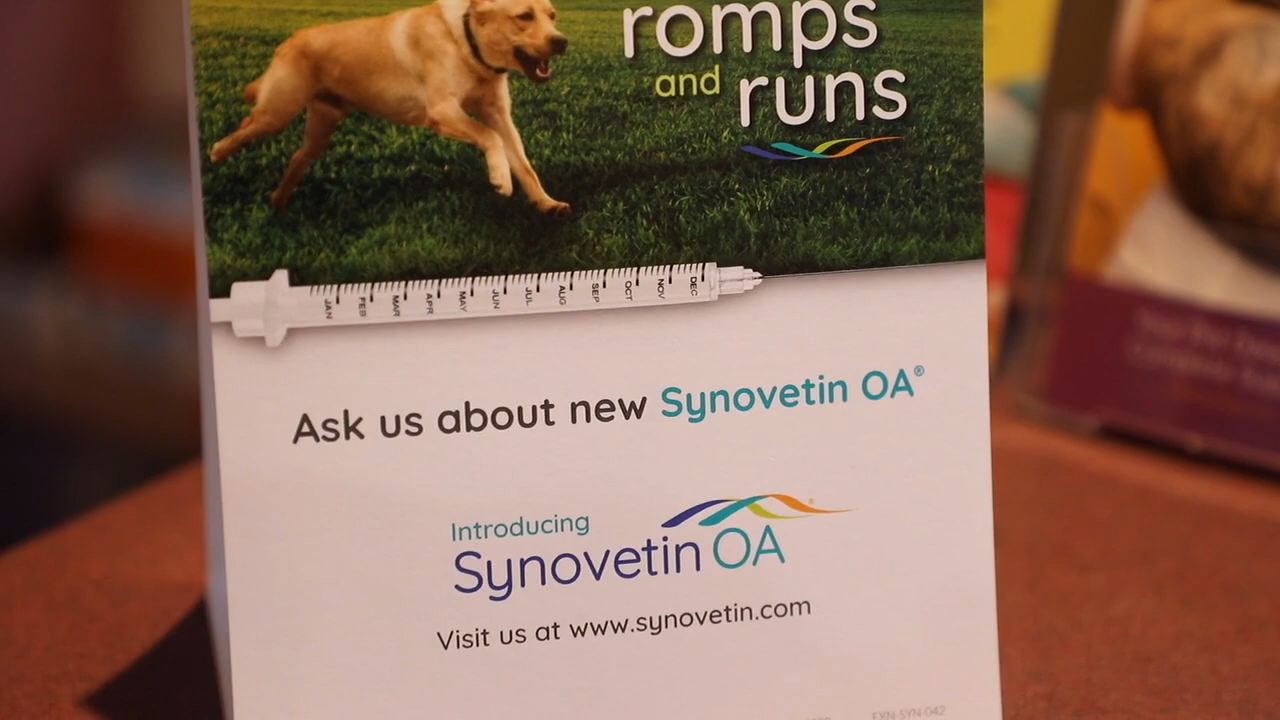 romps
and runs
JAN FEB MAR APR MAY JUN JUL AUG SEP OCT NOV DEC
Ask us about new Synovetin OA®
Introducing
Synovetin OA®
Visit us at www.synovetin.com
EXN-SYN-042